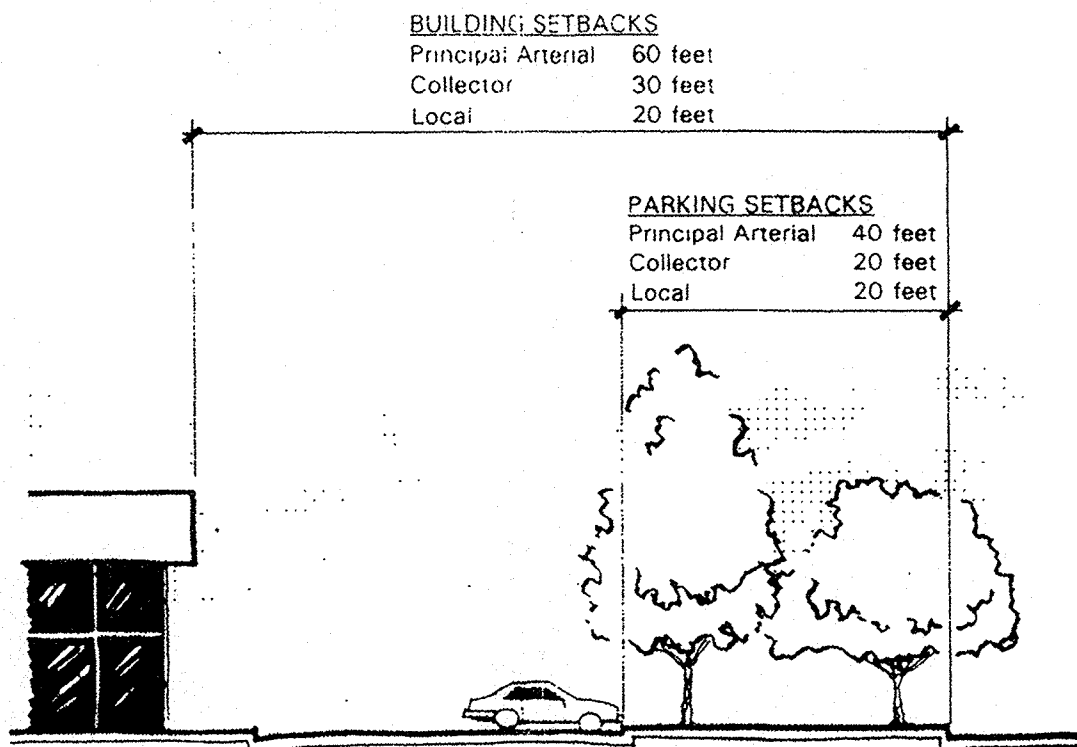 BUILDING SETBACKS
Principal Arterial 60 feet
Collector 30 feet
Local 20 feet
PARKING SETBACKS
Principal Arterial 40 feet
Collector 20 feet
Local 20 feet